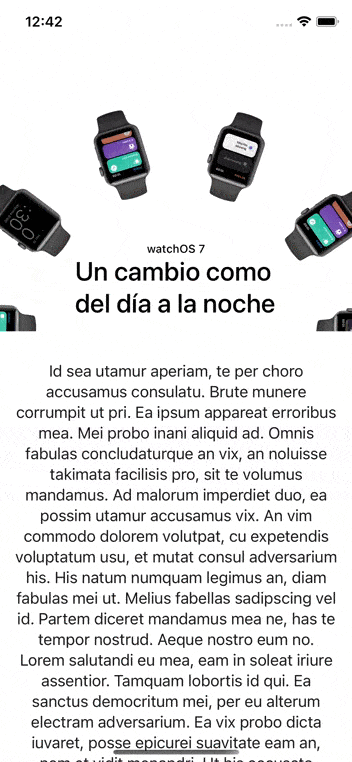 12:42
watchOS 7
Un cambio como
del día a la noche
Id sea utamur aperiam, te per choro
accusamus consulatu. Brute munere
corrumpit ut pri. Ea ipsum appareat erroribus
mea. Mei probo inani aliquid ad. Omnis
fabulas concludaturque an vix, an noluisse
takimata facilisis pro, sit te volumus
mandamus. Ad malorum imperdiet duo, ea
possim utamur accusamus vix. An vim
commodo dolorem volutpat, cu expetendis
voluptatum usu, et mutat consul adversarium
his. His natum numquam legimus an, diam
fabulas mei ut. Melius fabellas sadipscing vel
id. Partem diceret mandamus mea ne, has te
tempor nostrud. Aeque nostro eum no.
Lorem salutandi eu mea, eam in soleat iriure
assentior. Tamquam lobortis id qui. Ea
sanctus democritum mei, per eu alterum
electram adversarium. Ea vix probo dicta
iuvaret, posse epicurei suavitate eam an,